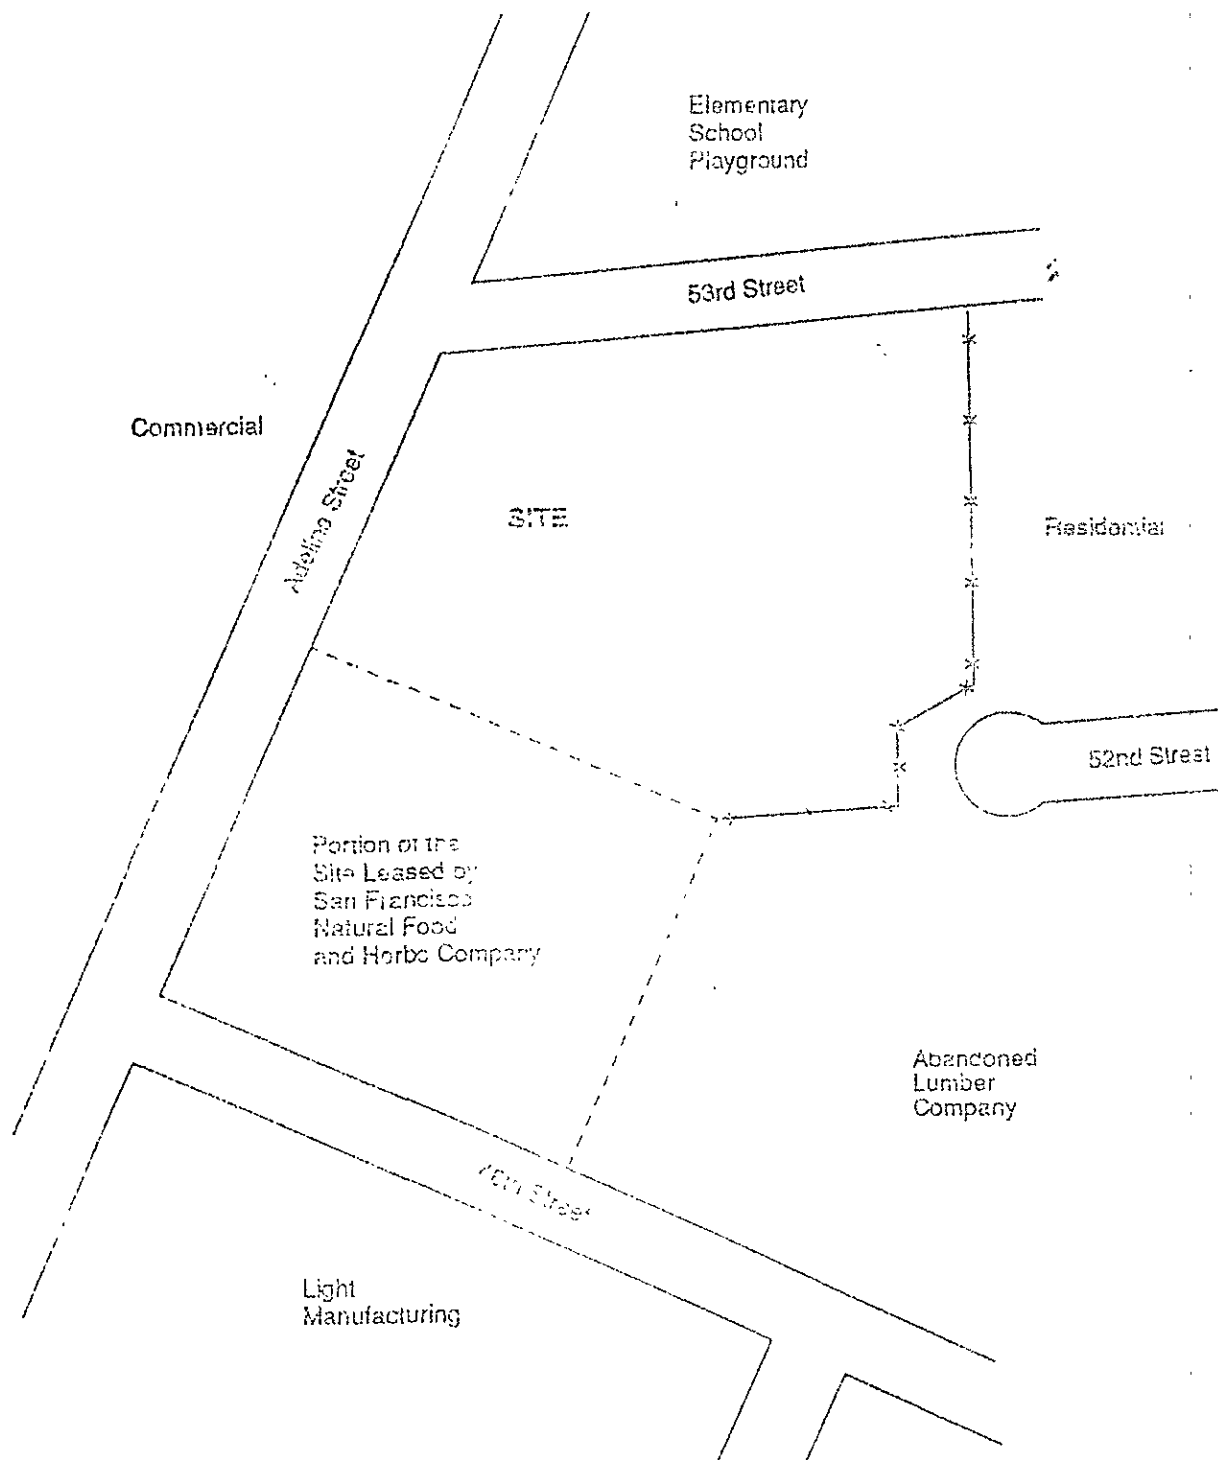 Elementary
School
Playground
53rd Street
Commercial
Adeline Street
SITE
Residential
52nd Street
Portion of the
Site Leased by
San Francisco
Natural Food
and Herbs Company
Abandoned
Lumber
Company
Street
Light
Manufacturing